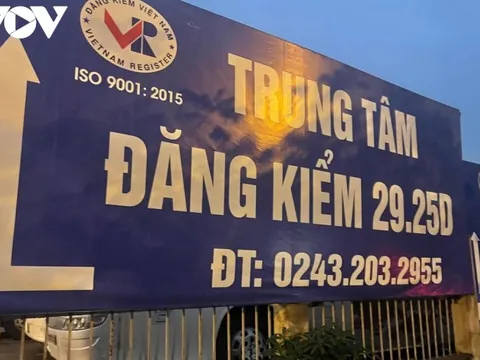 VOV
ĐĂNG KIỂM VIỆT NAM
VR
VIETNAM REGISTER
ISO 9001: 2015
TRUNG TÂM
ĐĂNG KIỂM 29.25D
ĐT: 0243.203.2955